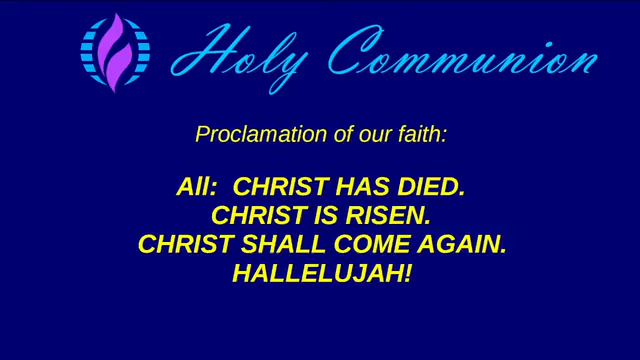 Holy Communion
Proclamation of our faith:
All: CHRIST HAS DIED.
CHRIST IS RISEN.
CHRIST SHALL COME AGAIN.
HALLELUJAH!